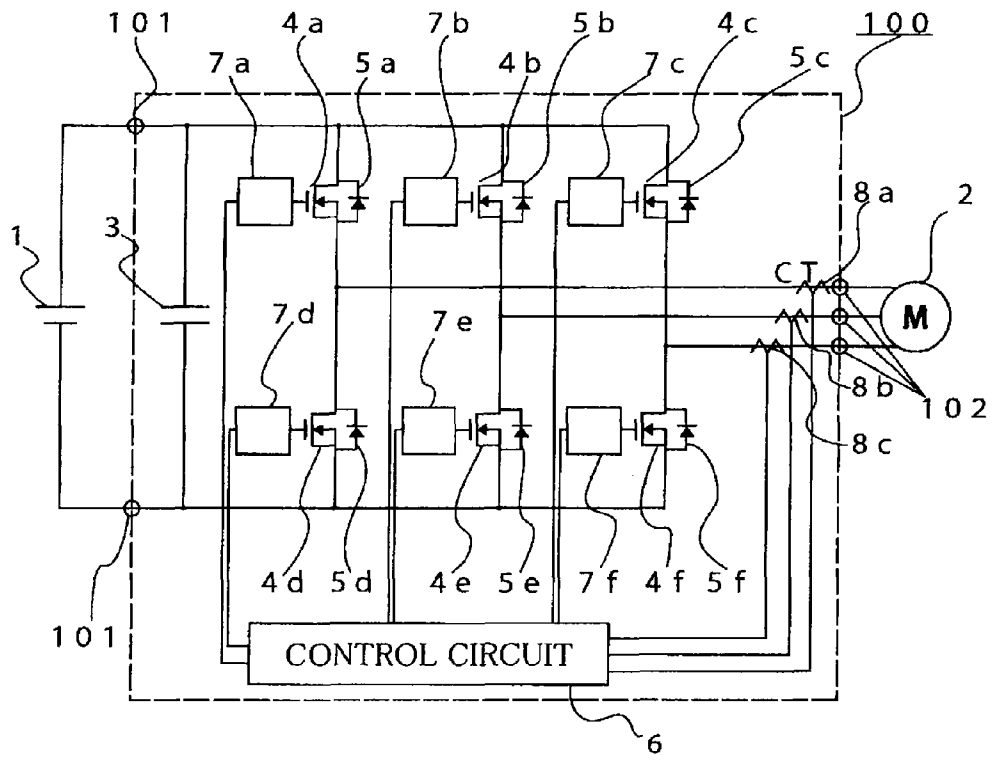 101 4a 7b 5b 4c 100
7a 5a 4b 7c 5c
8a 2
1 3 CT
M
7d 7e
8b
102
8c
4d 5d 4e 5e 7f 4f 5f
101
CONTROL CIRCUIT
6